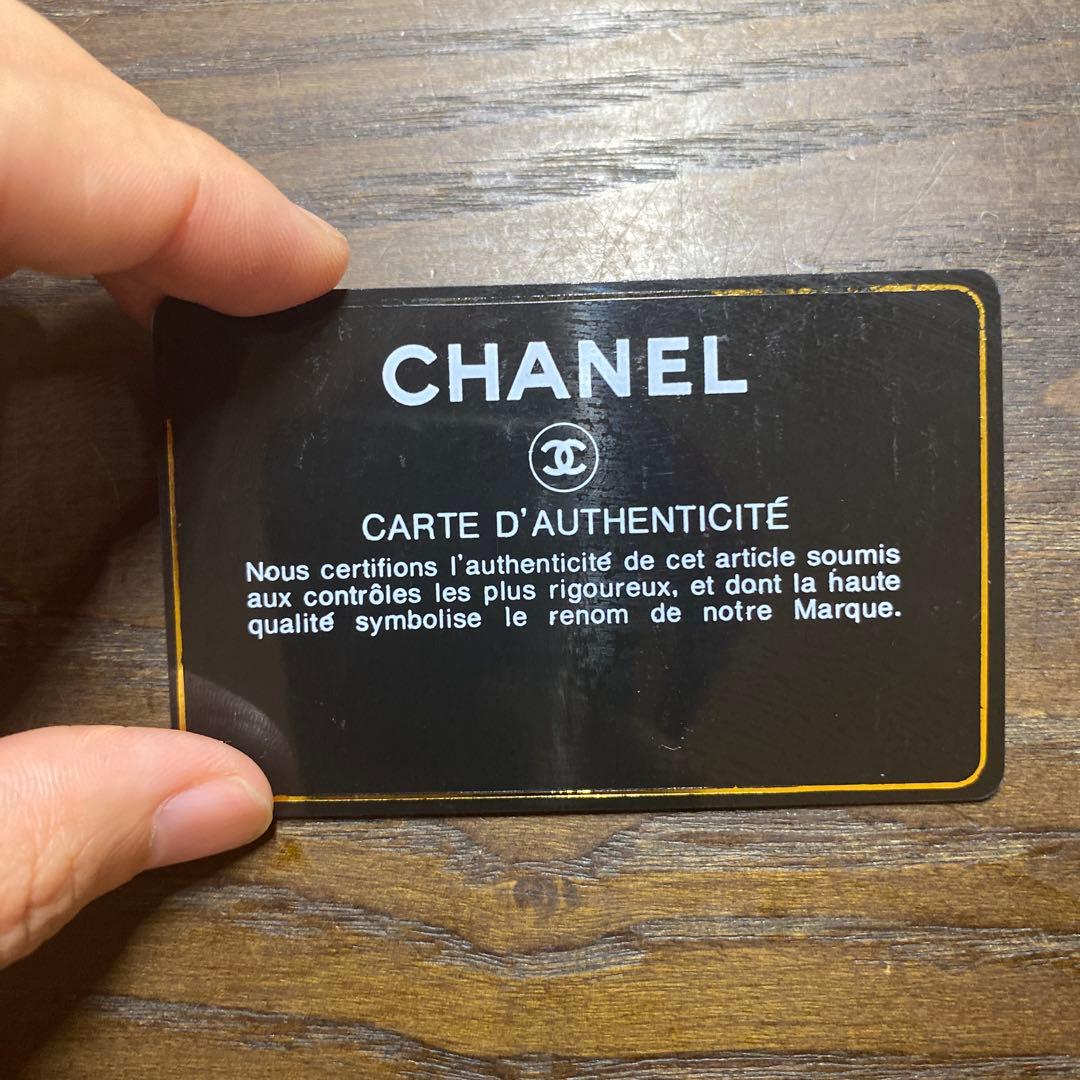 CHANEL
CARTE D'AUTHENTICITÉ
Nous certifions l'authenticité de cet article soumis
aux contrôles les plus rigoureux, et dont la haute
qualité symbolise le renom de notre Marque.